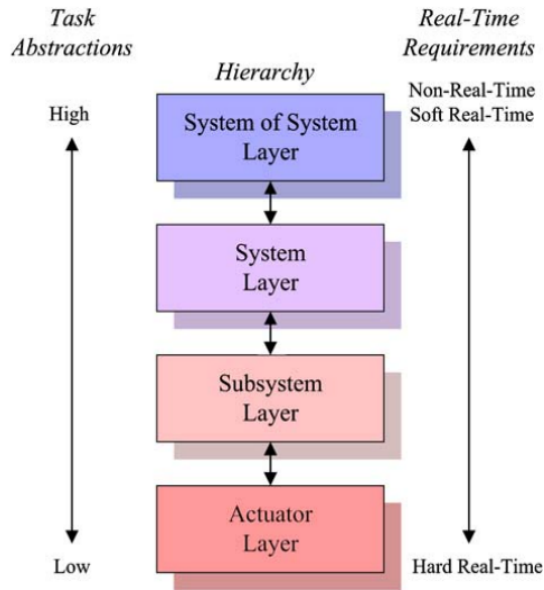 Task
Abstractions
Real-Time
Requirements
Hierarchy
High
Non-Real-Time
Soft Real-Time
System of System
Layer
System
Layer
Subsystem
Layer
Actuator
Layer
Low
Hard Real-Time